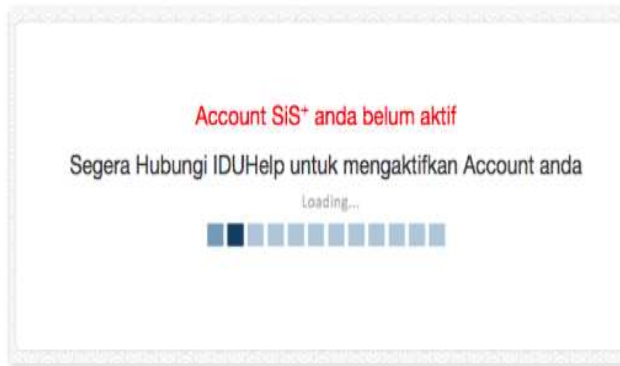 Account SiS+ anda belum aktif
Segera Hubungi IDUHelp untuk mengaktifkan Account anda
Loading...